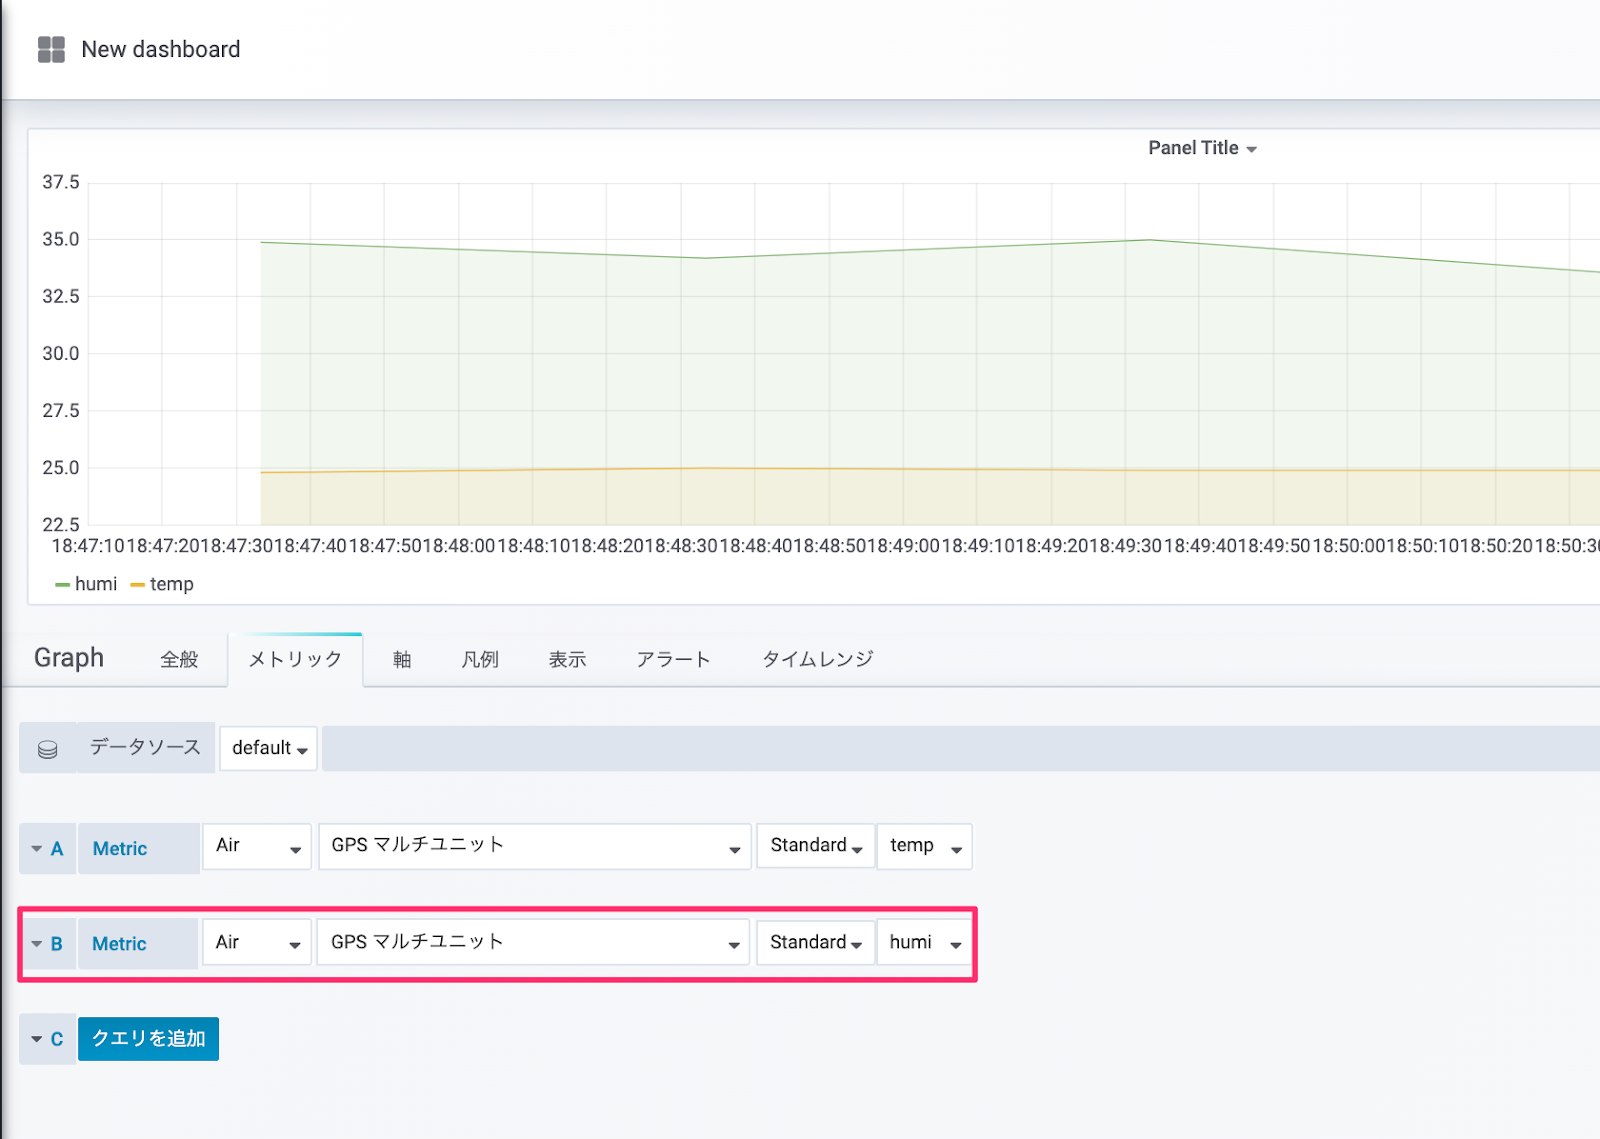 New dashboard
Panel Title
37.5
35.0
32.5
30.0
27.5
25.0
22.5
18:47:10 18:47:20 18:47:30 18:47:40 18:47:50 18:48:00 18:48:10 18:48:20 18:48:30 18:48:40 18:48:50 18:49:00 18:49:10 18:49:20 18:49:30 18:49:40 18:49:50 18:50:00 18:50:10 18:50:20 18:50:30
humi temp
Graph 全般 メトリック 軸 凡例 表示 アラート タイムレンジ
データソース default
A Metric Air GPS マルチユニット Standard temp
B Metric Air GPS マルチユニット Standard humi
C クエリを追加